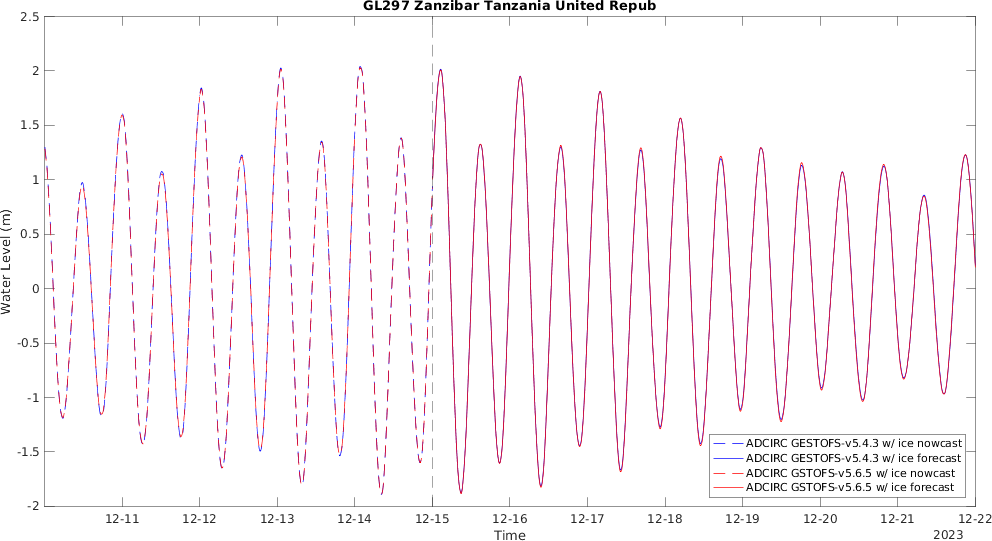 GL297 Zanzibar Tanzania United Repub
2.5
2
1.5
1
0.5
0
-0.5
-1
-1.5
-2
Water Level (m)
ADCIRC GESTOFS-v5.4.3 w/ ice nowcast
ADCIRC GESTOFS-v5.4.3 w/ ice forecast
ADCIRC GSTOFS-v5.6.5 w/ ice nowcast
ADCIRC GSTOFS-v5.6.5 w/ ice forecast
12-11 12-12 12-13 12-14 12-15 12-16 12-17 12-18 12-19 12-20 12-21 12-22
Time
2023